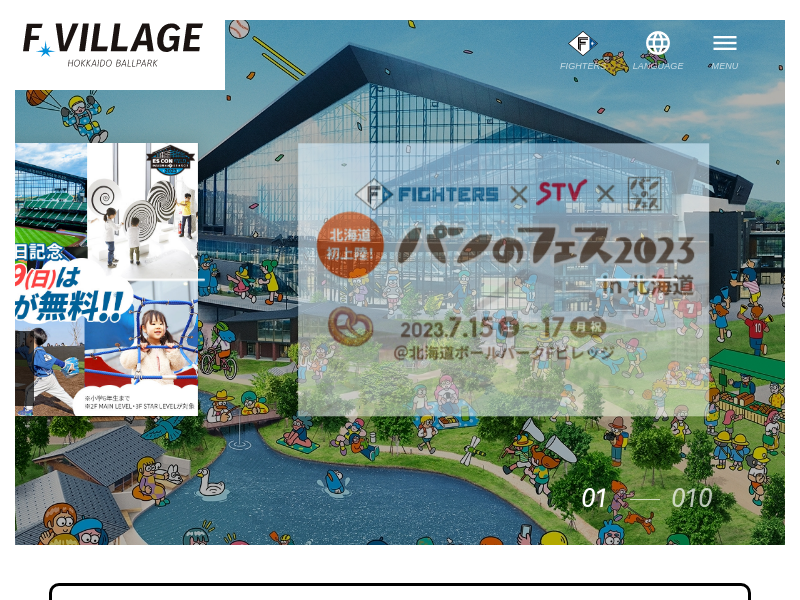 F VILLAGE
HOKKAIDO BALLPARK
FIGHTERS
LANGUAGE
MENU
ES CON
日記念
9(日)は
が無料!!
※小学6年生まで
※2F MAIN LEVEL・3F STAR LEVELが対象
F FIGHTERS × STV × パンのフェス
北海道
初上陸!
パンのフェス2023
in 北海道
2023.7.15 土 ~ 17 月祝
@北海道ボールパークFビレッジ
01 010